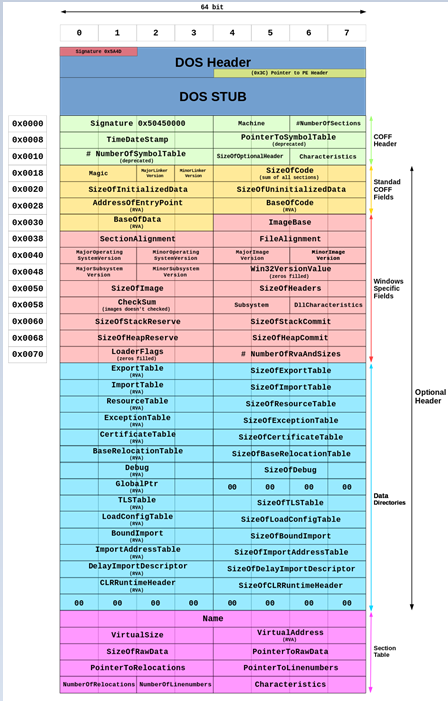 64 bit
0 1 2 3 4 5 6 7
Signature 0x5A4D
DOS Header
(0x3C) Pointer to PE Header
DOS STUB
0x0000 Signature 0x50450000 Machine #NumberOfSections
0x0008 TimeDateStamp PointerToSymbolTable
(deprecated)
COFF
Header
0x0010 # NumberOfSymbolTable
(deprecated)
SizeOfOptionalHeader Characteristics
0x0018 Magic MajorLinker
Version
MinorLinker
Version
SizeOfCode
(sum of all sections)
Standad
COFF
Fields
0x0020 SizeOfInitializedData SizeOfUninitializedData
0x0028 AddressOfEntryPoint
(RVA)
BaseOfCode
(RVA)
0x0030 BaseOfData
(RVA)
ImageBase
0x0038 SectionAlignment FileAlignment
0x0040 MajorOperating
SystemVersion
MinorOperating
SystemVersion
MajorImage
Version
MinorImage
Version
0x0048 MajorSubsystem
Version
MinorSubsystem
Version
Win32VersionValue
(zeros filled)
Windows
Specific
Fields
0x0050 SizeOfImage SizeOfHeaders
0x0058 CheckSum
(images doesn't checked)
Subsystem DllCharacteristics
0x0060 SizeOfStackReserve SizeOfStackCommit
0x0068 SizeOfHeapReserve SizeOfHeapCommit
0x0070 LoaderFlags
(zeros filled)
# NumberOfRvaAndSizes
ExportTable
(RVA)
SizeOfExportTable
ImportTable
(RVA)
SizeOfImportTable
Optional
Header
ResourceTable
(RVA)
SizeOfResourceTable
ExceptionTable
(RVA)
SizeOfExceptionTable
CertificateTable
(RVA)
SizeOfCertificateTable
BaseRelocationTable
(RVA)
SizeOfBaseRelocationTable
Debug
(RVA)
SizeOfDebug
GlobalPtr
(RVA)
00 00 00 00
Data
Directories
TLSTable
(RVA)
SizeOfTLSTable
LoadConfigTable
(RVA)
SizeOfLoadConfigTable
BoundImport
(RVA)
SizeOfBoundImport
ImportAddressTable
(RVA)
SizeOfImportAddressTable
DelayImportDescriptor
(RVA)
SizeOfDelayImportDescriptor
CLRRuntimeHeader
(RVA)
SizeOfCLRRuntimeHeader
00 00 00 00 00 00 00 00
Name
VirtualSize VirtualAddress
(RVA)
SizeOfRawData PointerToRawData
Section
Table
PointerToRelocations PointerToLinenumbers
NumberOfRelocations NumberOfLinenumbers Characteristics